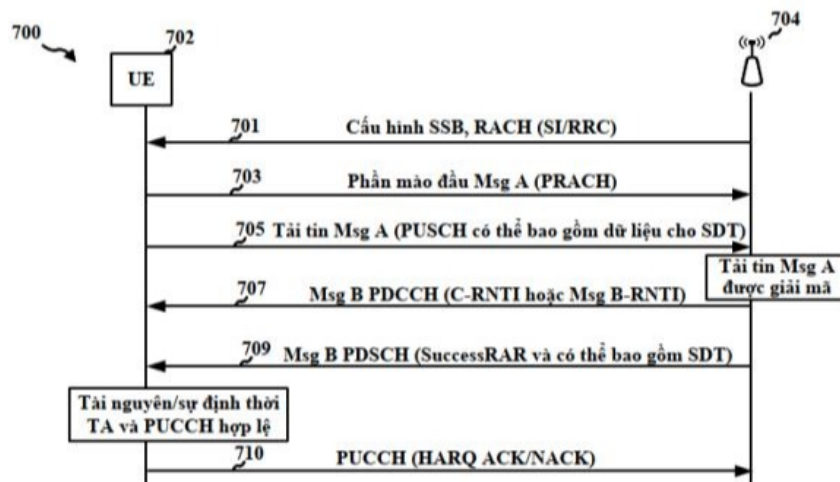 700
702
704
UE
701 Cấu hình SSB, RACH (SI/RRC)
703 Phần mào đầu Msg A (PRACH)
705 Tải tin Msg A (PUSCH có thể bao gồm dữ liệu cho SDT)
Tải tin Msg A
được giải mã
707 Msg B PDCCH (C-RNTI hoặc Msg B-RNTI)
709 Msg B PDSCH (SuccessRAR và có thể bao gồm SDT)
Tài nguyên/sự định thời
TA và PUCCH hợp lệ
710 PUCCH (HARQ ACK/NACK)